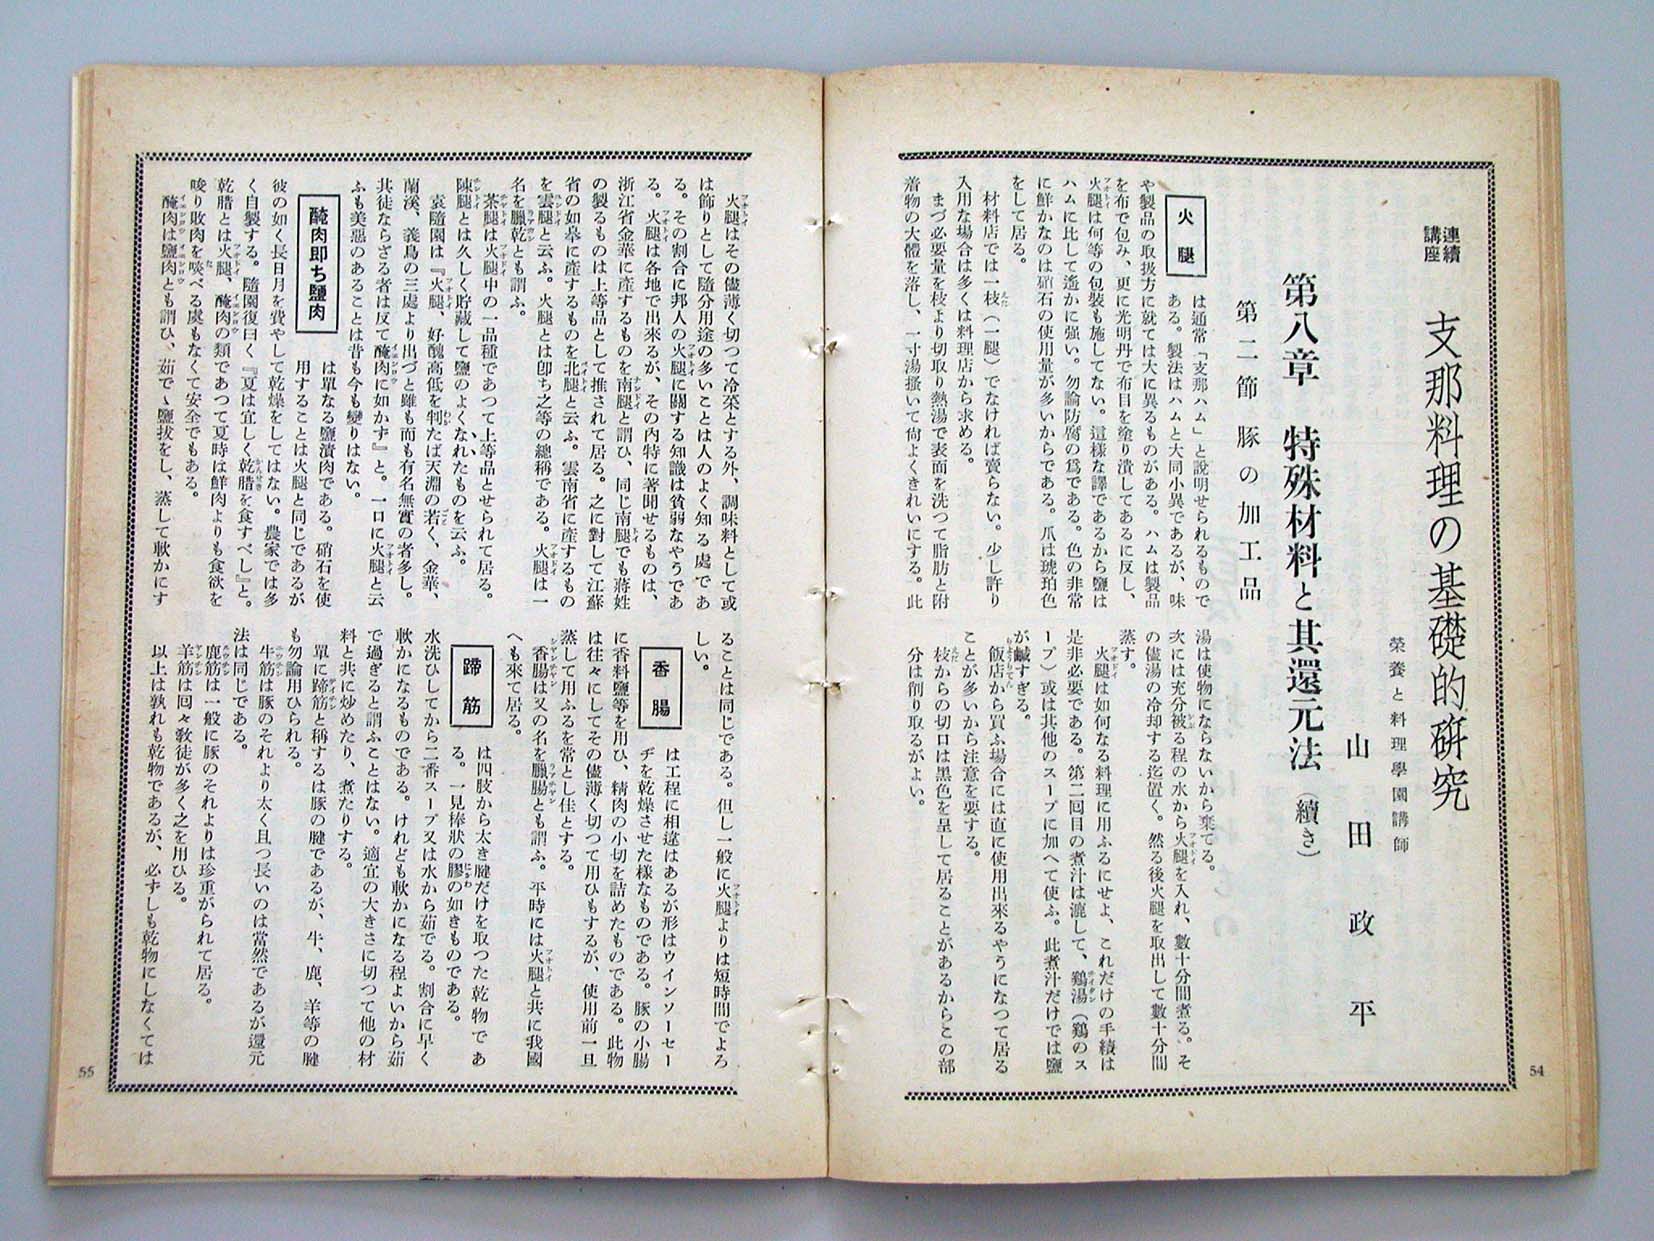 連續
講座
支那料理の基礎的硏究
榮養と料理學園講師
山田政平
第八章 特殊材料と其還元法（續き）
第二節 豚の加工品
火腿
は通常「支那ハム」と說明せられるもので
ある。製法はハムと大同小異であるが、味
や製品の取扱方に就ては大に異るものがある。ハムは製品
を布で包み、更に光明丹で布目を塗り潰してあるに反し、
火腿は何等の包裝も施してない。這樣な譯であるから鹽は
ハムに比して遙かに强い。勿論防腐の爲である。色の非常
に鮮かなのは硝石の使用量が多いからである。爪は琥珀色
をして居る。
材料店では一枝（一腿）でなければ賣らない。少し許り
入用な場合は多くは料理店から求める。
まづ必要量を枝より切取り熱湯で表面を洗つて脂肪と附
着物の大體を落し、一寸湯搔いて尙よくきれいにする。此
湯は使物にならないから棄てる。
次には充分被る程の水から火腿を入れ、數十分間煮る。そ
の儘湯の冷却する迄置く。然る後火腿を取出して數十分間
蒸す。
火腿は如何なる料理に用ふるにせよ、これだけの手續は
是非必要である。第二回目の煮汁は漉して、鷄湯（鷄のス
ープ）或は其他のスープに加へて使ふ。此煮汁だけでは鹽
が鹹すぎる。
飯店から買ふ場合には直に使用出來るやうになつて居る
ことが多いから注意を要する。
枝からの切口は黑色を呈して居ることがあるからこの部
分は削り取るがよい。
54
火腿はその儘薄く切つて冷菜とする外、調味料として或
は飾りとして隨分用途の多いことは人のよく知る處であ
る。その割合に邦人の火腿に關する知識は貧弱なやうであ
る。火腿は各地で出來るが、その內特に著聞せるものは、
浙江省金華に產するものを南腿と謂ひ、同じ南腿でも蔣姓
の製るものは上等品として推されて居る。之に對して江蘇
省の如皋に產するものを北腿と云ふ。雲南省に產するもの
を雲腿と云ふ。火腿とは卽ち之等の總稱である。火腿は一
名を臘乾とも謂ふ。
茶腿は火腿中の一品種であつて上等品とせられて居る。
陳腿とは久しく貯藏して鹽のよくなれたものを云ふ。
袁隨園は『火腿、好醜高低を判たば天淵の若く、金華、
蘭溪、義烏の三處より出づと雖も而も有名無實の者多し。
其徒ならざる者は反て醃肉に如かず』と。一口に火腿と云
ふも美惡のあることは昔も今も變りはない。
醃肉卽ち鹽肉
は單なる鹽漬肉である。硝石を使
用することは火腿と同じであるが
彼の如く長日月を費やして乾燥をしてはない。農家では多
く自製する。隨園復曰く『夏は宜しく乾腊を食すべし』と。
乾腊とは火腿、醃肉の類であつて夏時は鮮肉よりも食欲を
唆り敗肉を啖べる虞もなくて安全でもある。
醃肉は鹽肉とも謂ひ、茹で鹽拔をし、蒸して軟かにす
ることは同じである。但し一般に火腿よりは短時間でよろ
しい。
香腸
は工程に相違はあるが形はウインソーセー
ヂを乾燥させた樣なものである。豚の小腸
に香料鹽等を用ひ、精肉の小切を詰めたものである。此物
は往々にしてその儘薄く切つて用ひもするが、使用前一旦
蒸して用ふるを常とし佳とする。
香腸は又の名を臘腸とも謂ふ。平時には火腿と共に我國
へも來て居る。
蹄筋
は四肢から太き腱だけを取つた乾物であ
る。一見棒狀の膠の如きものである。
水洗ひしてから二番スープ又は水から茹でる。割合に早く
軟かになるものである。けれども軟かになる程よいから茹
で過ぎると謂ふことはない。適宜の大きさに切つて他の材
料と共に炒めたり、煮たりする。
單に蹄筋と稱するは豚の腱であるが、牛、鹿、羊等の腱
も勿論用ひられる。
牛筋は豚のそれより太く且つ長いのは當然であるが還元
法は同じである。
鹿筋は一般に豚のそれよりは珍重がられて居る。
羊筋は回々敎徒が多く之を用ひる。
以上は孰れも乾物であるが、必ずしも乾物にしなくては
55